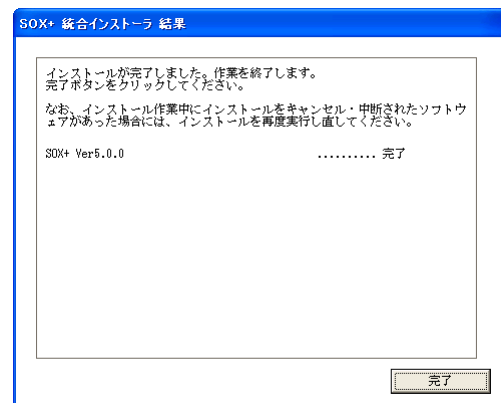 SOX+ 統合インストーラ 結果
インストールが完了しました。作業を終了します。
完了ボタンをクリックしてください。
なお、インストール作業中にインストールをキャンセル・中断されたソフトウ
ェアがあった場合には、インストールを再度実行し直してください。
SOX+ Ver5.0.0 .......... 完了
完了